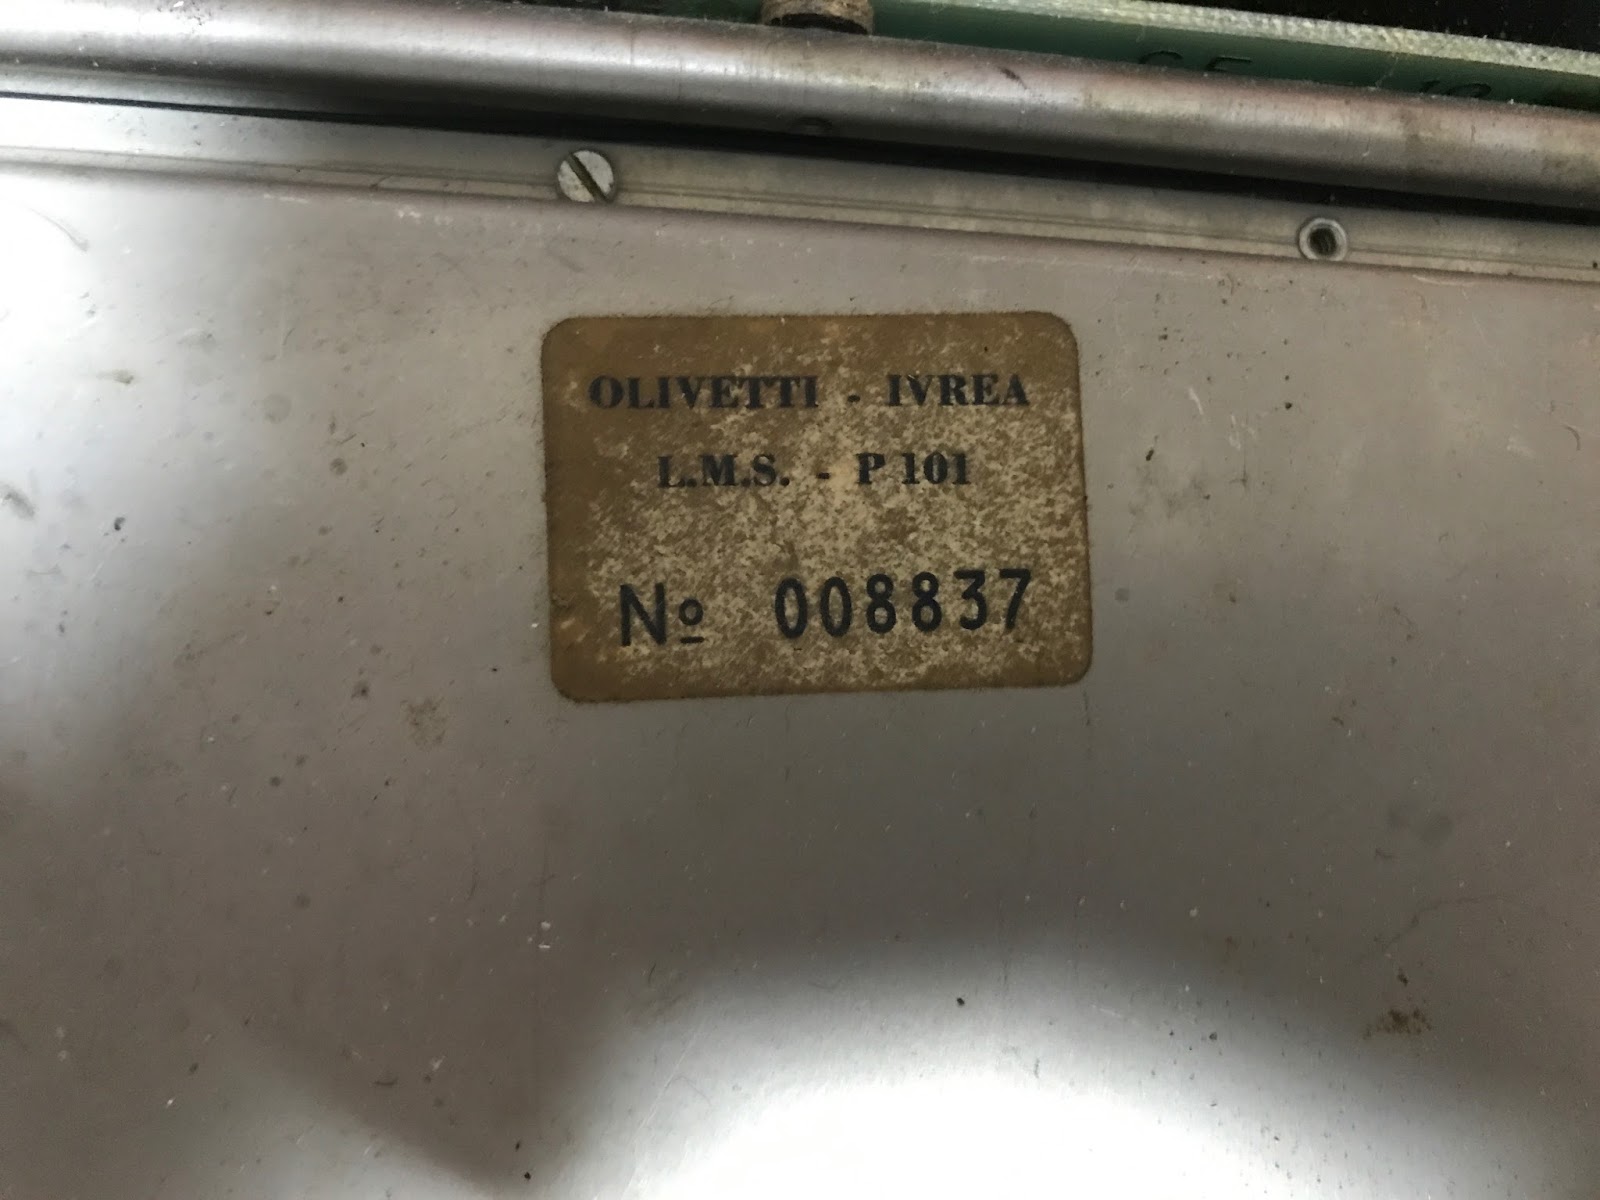 OLIVETTI - IVREA
L.M.S. - P 101
Nº 008837